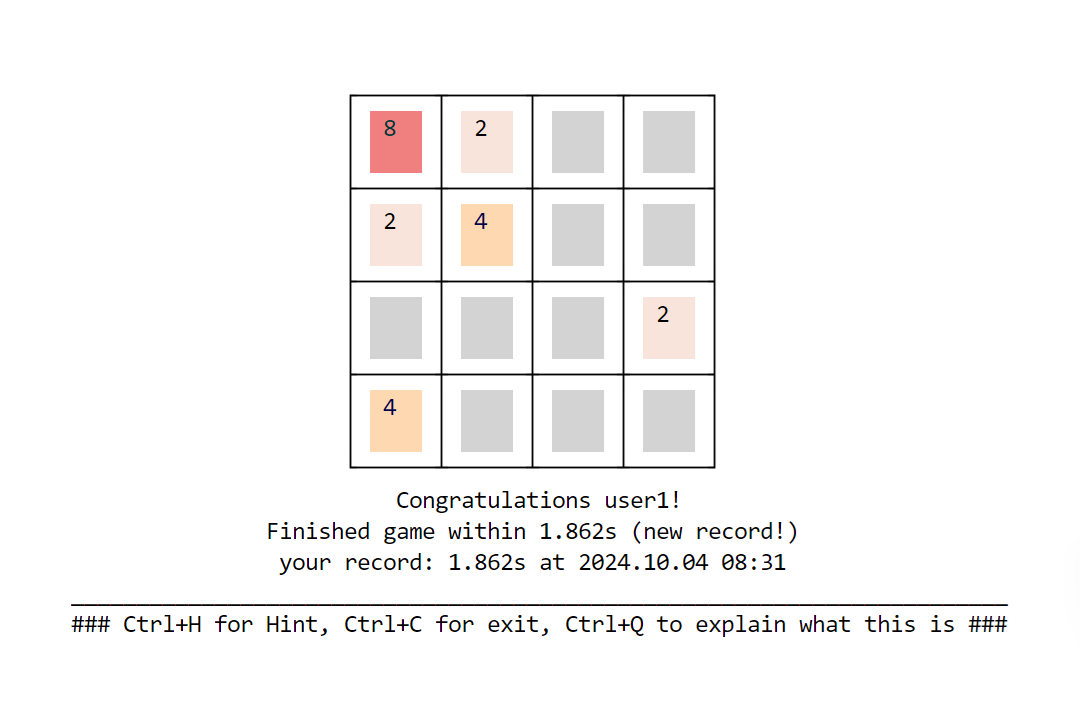 8 2
2 4
2
4
Congratulations user1!
Finished game within 1.862s (new record!)
your record: 1.862s at 2024.10.04 08:31
### Ctrl+H for Hint, Ctrl+C for exit, Ctrl+Q to explain what this is ###